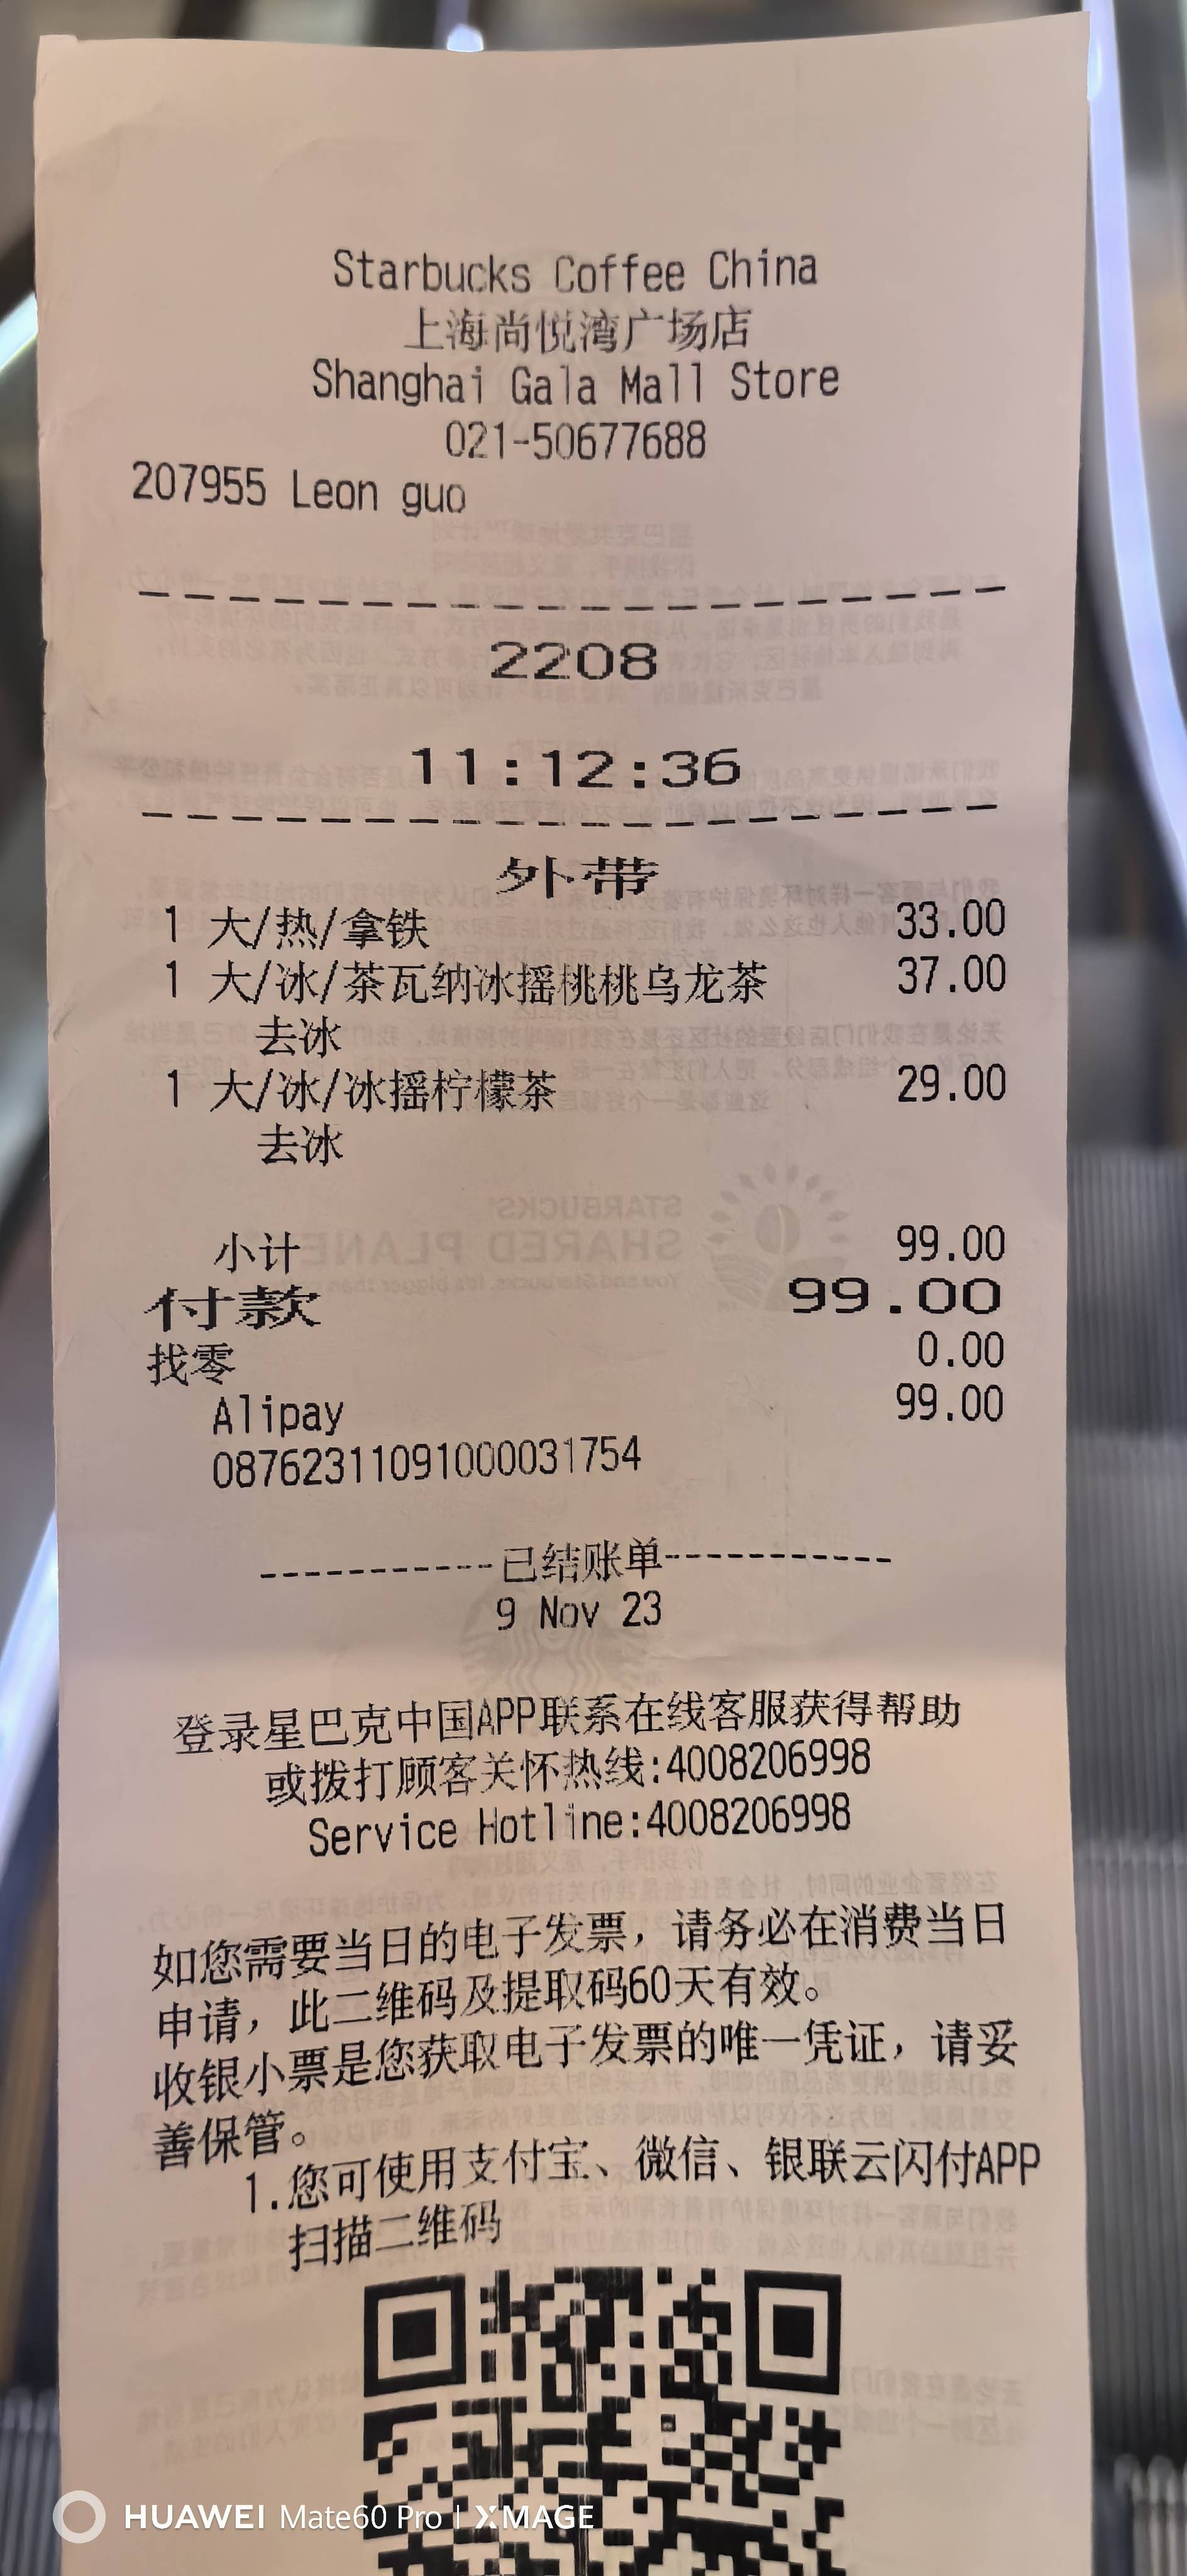 Starbucks Coffee China
上海尚悦湾广场店
Shanghai Gala Mall Store
021-50677688
207955 Leon guo
2208
11:12:36
外带
1 大/热/拿铁 33.00
1 大/冰/茶瓦纳冰摇桃桃乌龙茶 37.00
去冰
1 大/冰/冰摇柠檬茶 29.00
去冰
小计 99.00
付款 99.00
找零 0.00
Alipay 99.00
08762311091000031754
-----------已结账单-----------
9 Nov 23
登录星巴克中国APP联系在线客服获得帮助
或拨打顾客关怀热线:4008206998
Service Hotline:4008206998
如您需要当日的电子发票，请务必在消费当日
申请，此二维码及提取码60天有效。
收银小票是您获取电子发票的唯一凭证，请妥
善保管。
1.您可使用支付宝、微信、银联云闪付APP
扫描二维码
HUAWEI Mate60 Pro | XMAGE